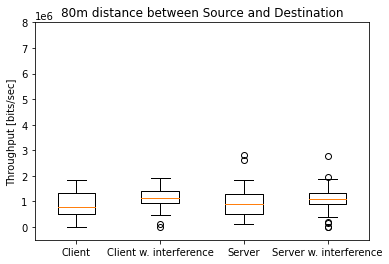 80m distance between Source and Destination
1e6
Throughput [bits/sec]
8
7
6
5
4
3
2
1
0
Client
Client w. interference
Server
Server w. interference